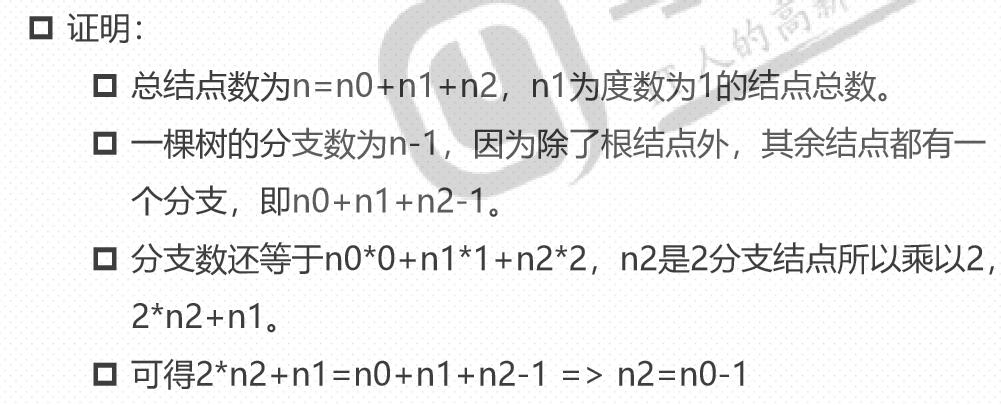 证明：
总结点数为n=n0+n1+n2，n1为度数为1的结点总数。
一棵树的分支数为n-1，因为除了根结点外，其余结点都有一
个分支，即n0+n1+n2-1。
分支数还等于n0*0+n1*1+n2*2，n2是2分支结点所以乘以2，
2*n2+n1。
可得2*n2+n1=n0+n1+n2-1 => n2=n0-1
人的高新